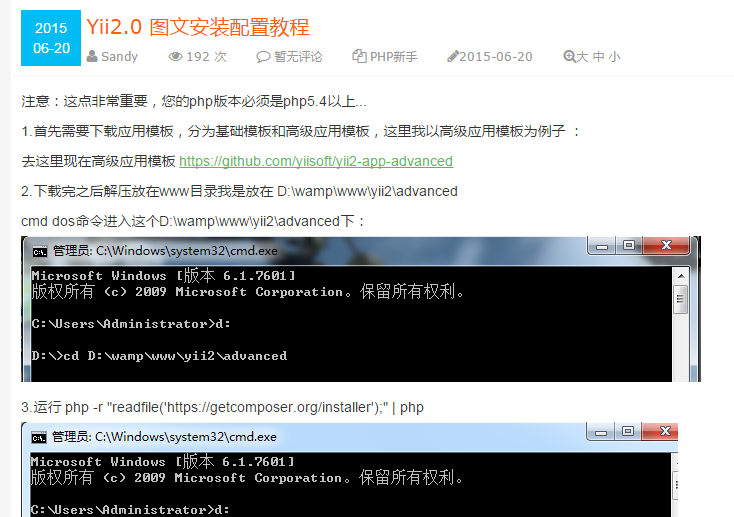 2015
06-20
Yii2.0 图文安装配置教程
Sandy 192 次 暂无评论 PHP新手 2015-06-20 大 中 小
注意：这点非常重要，您的php版本必须是php5.4以上...
1.首先需要下载应用模板，分为基础模板和高级应用模板，这里我以高级应用模板为例子 ：
去这里现在高级应用模板 https://github.com/yiisoft/yii2-app-advanced
2.下载完之后解压放在www目录我是放在 D:\wamp\www\yii2\advanced
cmd dos命令进入这个D:\wamp\www\yii2\advanced下：
管理员: C:\Windows\system32\cmd.exe
Microsoft Windows [版本 6.1.7601]
版权所有 (c) 2009 Microsoft Corporation。保留所有权利。
C:\Users\Administrator>d:
D:\>cd D:\wamp\www\yii2\advanced
3.运行 php -r "readfile('https://getcomposer.org/installer');" | php
管理员: C:\Windows\system32\cmd.exe
Microsoft Windows [版本 6.1.7601]
版权所有 (c) 2009 Microsoft Corporation。保留所有权利。
C:\Users\Administrator>d: